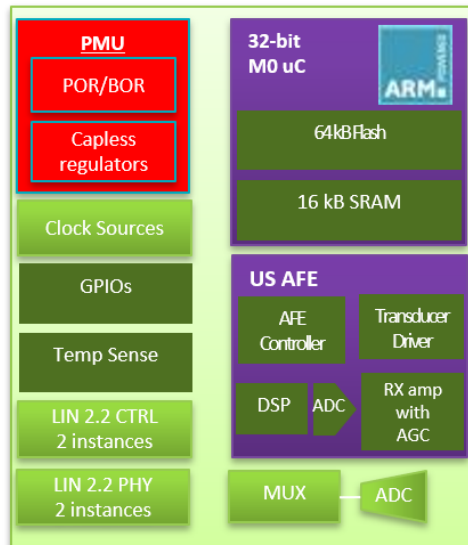 PMU
POR/BOR
Capless
regulators
Clock Sources
GPIOs
Temp Sense
LIN 2.2 CTRL
2 instances
LIN 2.2 PHY
2 instances
32-bit
M0 uC
ARM
POWERED
64kBFlash
16 kB SRAM
US AFE
AFE
Controller
Transducer
Driver
DSP
ADC
RX amp
with
AGC
MUX
ADC